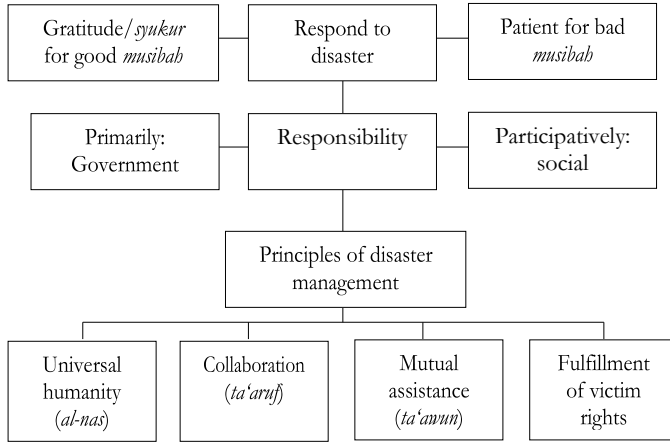 Gratitude/syukur
for good musibah
Respond to
disaster
Patient for bad
musibah
Primarily:
Government
Responsibility
Participatively:
social
Principles of disaster
management
Universal
humanity
(al-nas)
Collaboration
(ta‘aruf)
Mutual
assistance
(ta‘awun)
Fulfillment
of victim
rights